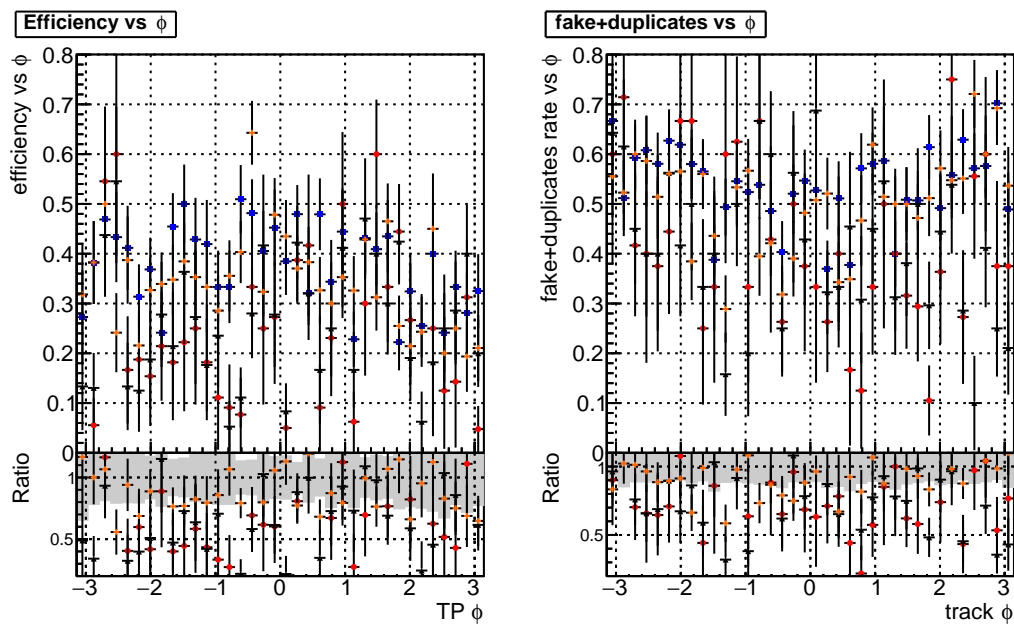 Efficiency vs ϕ
efficiency vs ϕ
0.8
0.7
0.6
0.5
0.4
0.3
0.2
0.1
0
Ratio
1
0.5
−3 −2 −1 0 1 2 3
TP ϕ
fake+duplicates vs ϕ
fake+duplicates rate vs ϕ
0.8
0.7
0.6
0.5
0.4
0.3
0.2
0.1
0
Ratio
1
0.5
−3 −2 −1 0 1 2 3
track ϕ